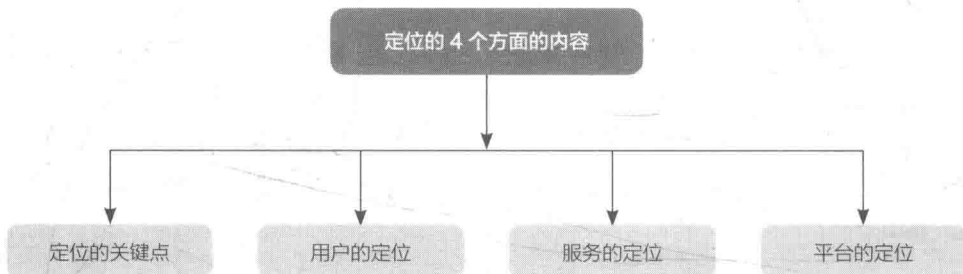 定位的 4 个方面的内容
定位的关键点
用户的定位
服务的定位
平台的定位